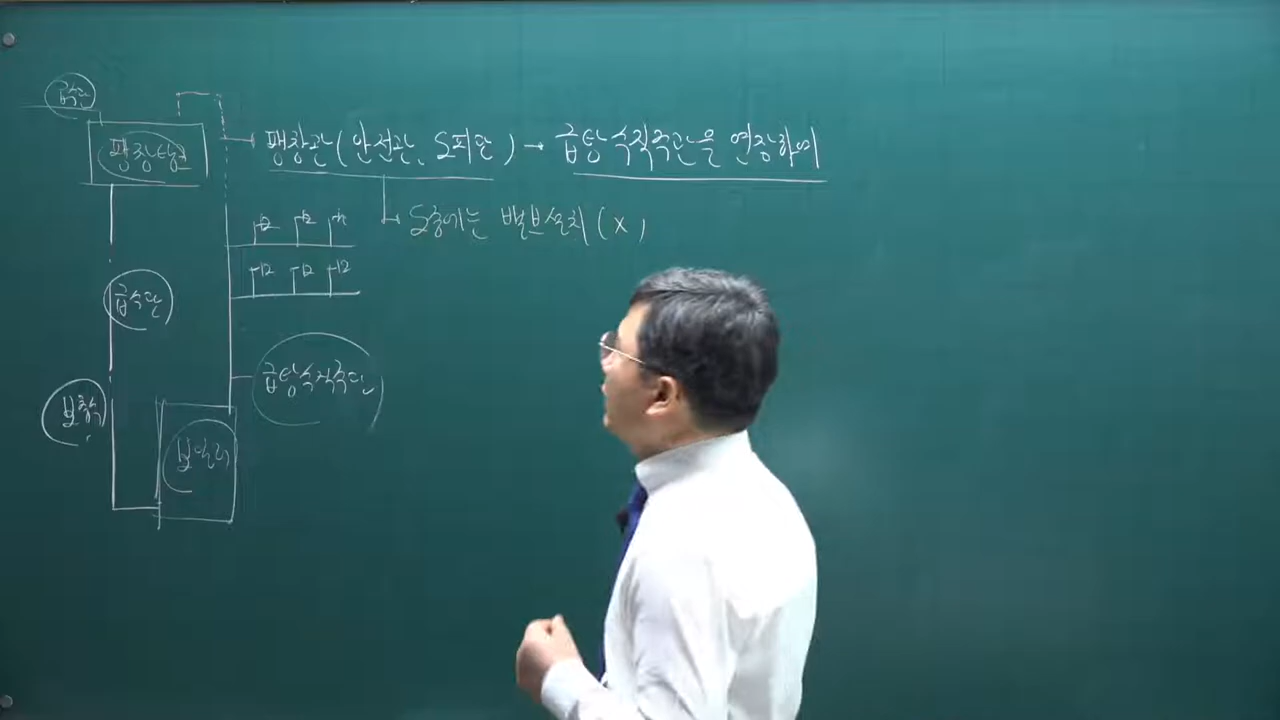 급수관
팽창탱크
팽창관(안전관, 도피관) → 급탕수직주관을 연장하여
도중에는 밸브설치(x)
급수관
급탕수직주관
보충수
보일러